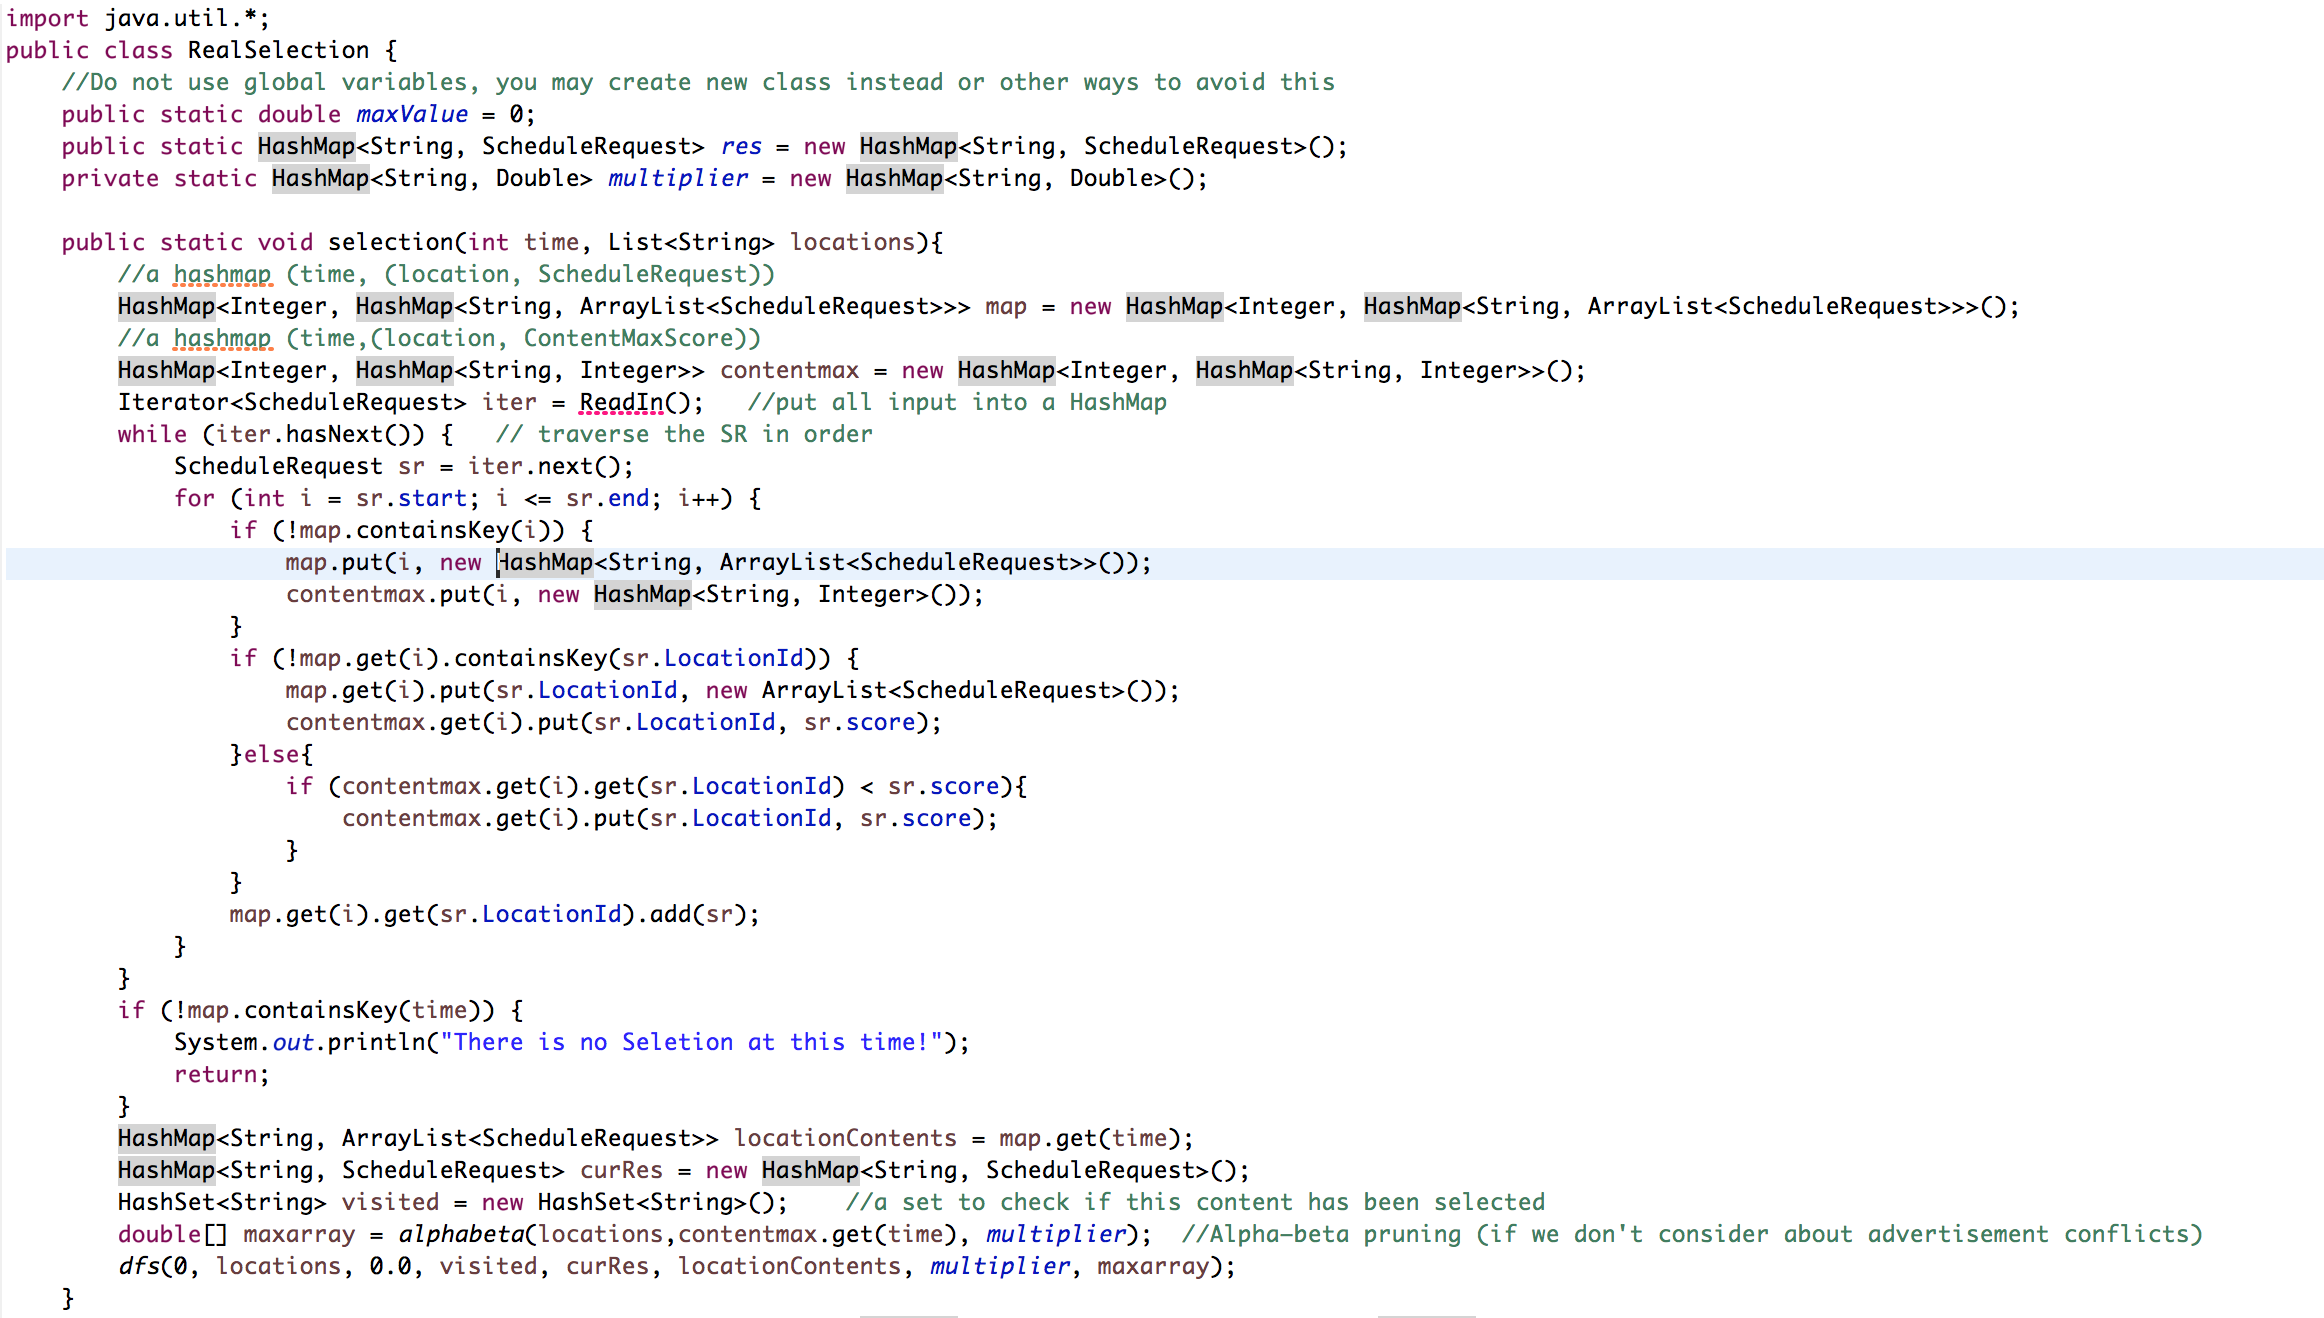 import java.util.*;
public class RealSelection {
    //Do not use global variables, you may create new class instead or other ways to avoid this
    public static double maxValue = 0;
    public static HashMap<String, ScheduleRequest> res = new HashMap<String, ScheduleRequest>();
    private static HashMap<String, Double> multiplier = new HashMap<String, Double>();

    public static void selection(int time, List<String> locations){
        //a hashmap (time, (location, ScheduleRequest))
        HashMap<Integer, HashMap<String, ArrayList<ScheduleRequest>>> map = new HashMap<Integer, HashMap<String, ArrayList<ScheduleRequest>>>();
        //a hashmap (time,(location, ContentMaxScore))
        HashMap<Integer, HashMap<String, Integer>> contentmax = new HashMap<Integer, HashMap<String, Integer>>();
        Iterator<ScheduleRequest> iter = ReadIn();   //put all input into a HashMap
        while (iter.hasNext()) {   // traverse the SR in order
            ScheduleRequest sr = iter.next();
            for (int i = sr.start; i <= sr.end; i++) {
                if (!map.containsKey(i)) {
                    map.put(i, new HashMap<String, ArrayList<ScheduleRequest>>());
                    contentmax.put(i, new HashMap<String, Integer>());
                }
                if (!map.get(i).containsKey(sr.LocationId)) {
                    map.get(i).put(sr.LocationId, new ArrayList<ScheduleRequest>());
                    contentmax.get(i).put(sr.LocationId, sr.score);
                }else{
                    if (contentmax.get(i).get(sr.LocationId) < sr.score){
                        contentmax.get(i).put(sr.LocationId, sr.score);
                    }
                }
                map.get(i).get(sr.LocationId).add(sr);
            }
        }
        if (!map.containsKey(time)) {
            System.out.println("There is no Seletion at this time!");
            return;
        }
        HashMap<String, ArrayList<ScheduleRequest>> locationContents = map.get(time);
        HashMap<String, ScheduleRequest> curRes = new HashMap<String, ScheduleRequest>();
        HashSet<String> visited = new HashSet<String>();    //a set to check if this content has been selected
        double[] maxarray = alphabeta(locations,contentmax.get(time), multiplier);  //Alpha-beta pruning (if we don't consider about advertisement conflicts)
        dfs(0, locations, 0.0, visited, curRes, locationContents, multiplier, maxarray);
    }